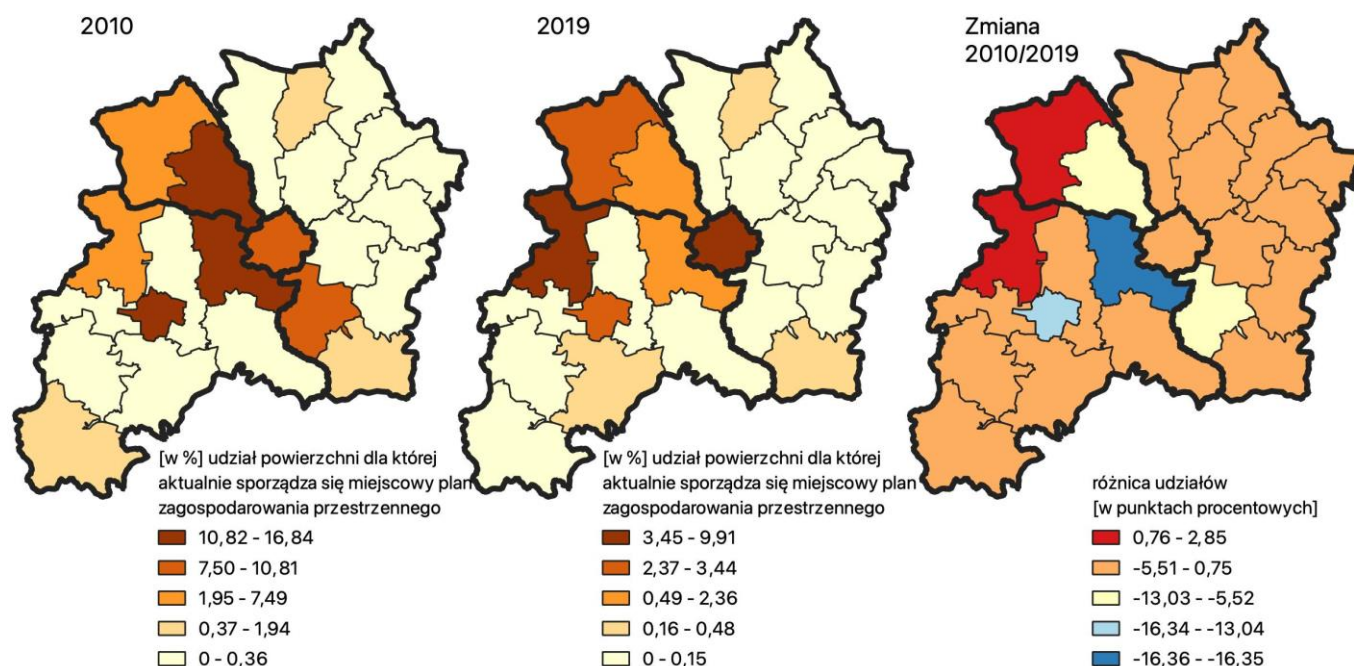 2010
2019
Zmiana
2010/2019
[w %] udział powierzchni dla której
aktualnie sporządza się miejscowy plan
zagospodarowania przestrzennego
10,82 - 16,84
7,50 - 10,81
1,95 - 7,49
0,37 - 1,94
0 - 0,36
[w %] udział powierzchni dla której
aktualnie sporządza się miejscowy plan
zagospodarowania przestrzennego
3,45 - 9,91
2,37 - 3,44
0,49 - 2,36
0,16 - 0,48
0 - 0,15
różnica udziałów
[w punktach procentowych]
0,76 - 2,85
-5,51 - 0,75
-13,03 - -5,52
-16,34 - -13,04
-16,36 - -16,35